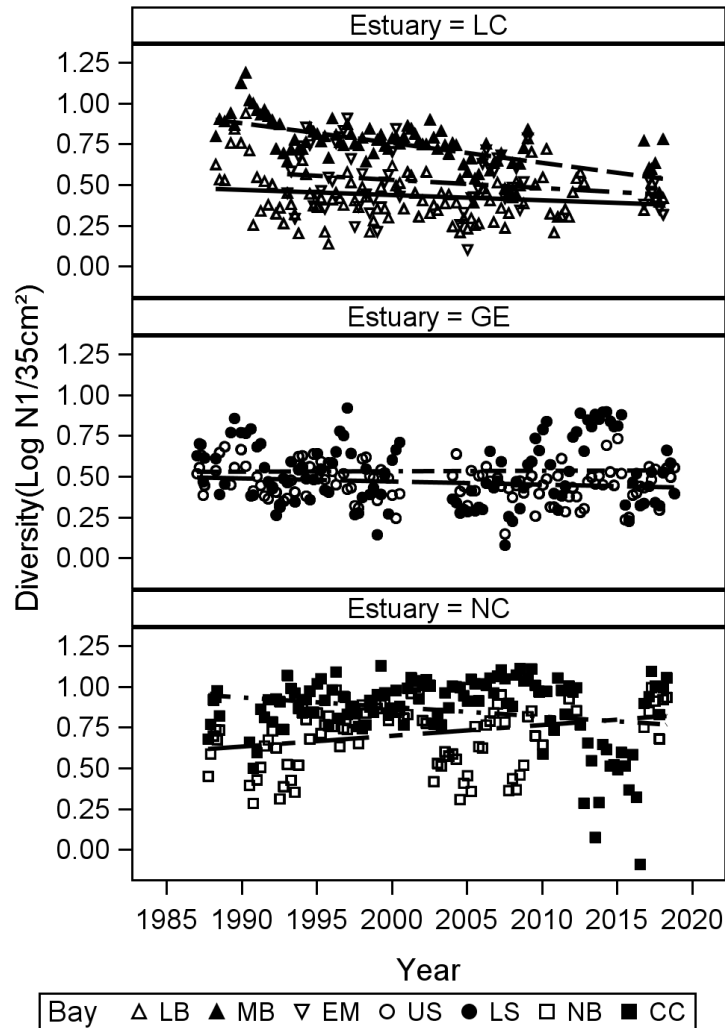 Estuary = LC
1.25
1.00
0.75
0.50
0.25
0.00
Estuary = GE
1.25
1.00
0.75
0.50
0.25
0.00
Estuary = NC
1.25
1.00
0.75
0.50
0.25
0.00
Diversity(Log N1/35cm²)
1985 1990 1995 2000 2005 2010 2015 2020
Year
Bay LB MB EM US LS NB CC